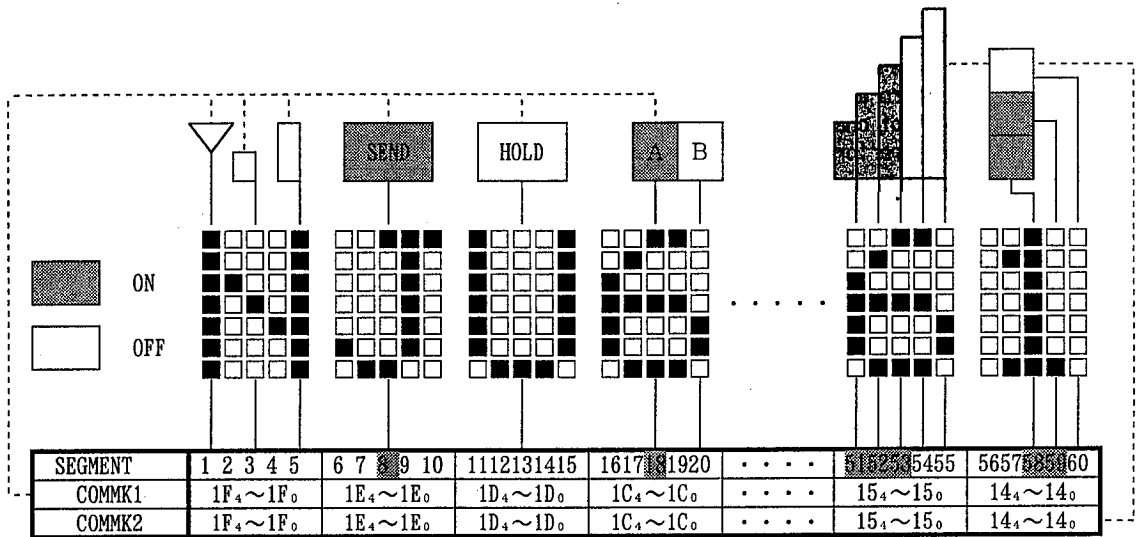 SEND HOLD A B
ON
OFF
SEGMENT 1 2 3 4 5 6 7 8 9 10 1112131415 1617181920 · · · · 5152535455 5657585960
COMMK1 1F₄~1F₀ 1E₄~1E₀ 1D₄~1D₀ 1C₄~1C₀ · · · · 15₄~15₀ 14₄~14₀
COMMK2 1F₄~1F₀ 1E₄~1E₀ 1D₄~1D₀ 1C₄~1C₀ · · · · 15₄~15₀ 14₄~14₀